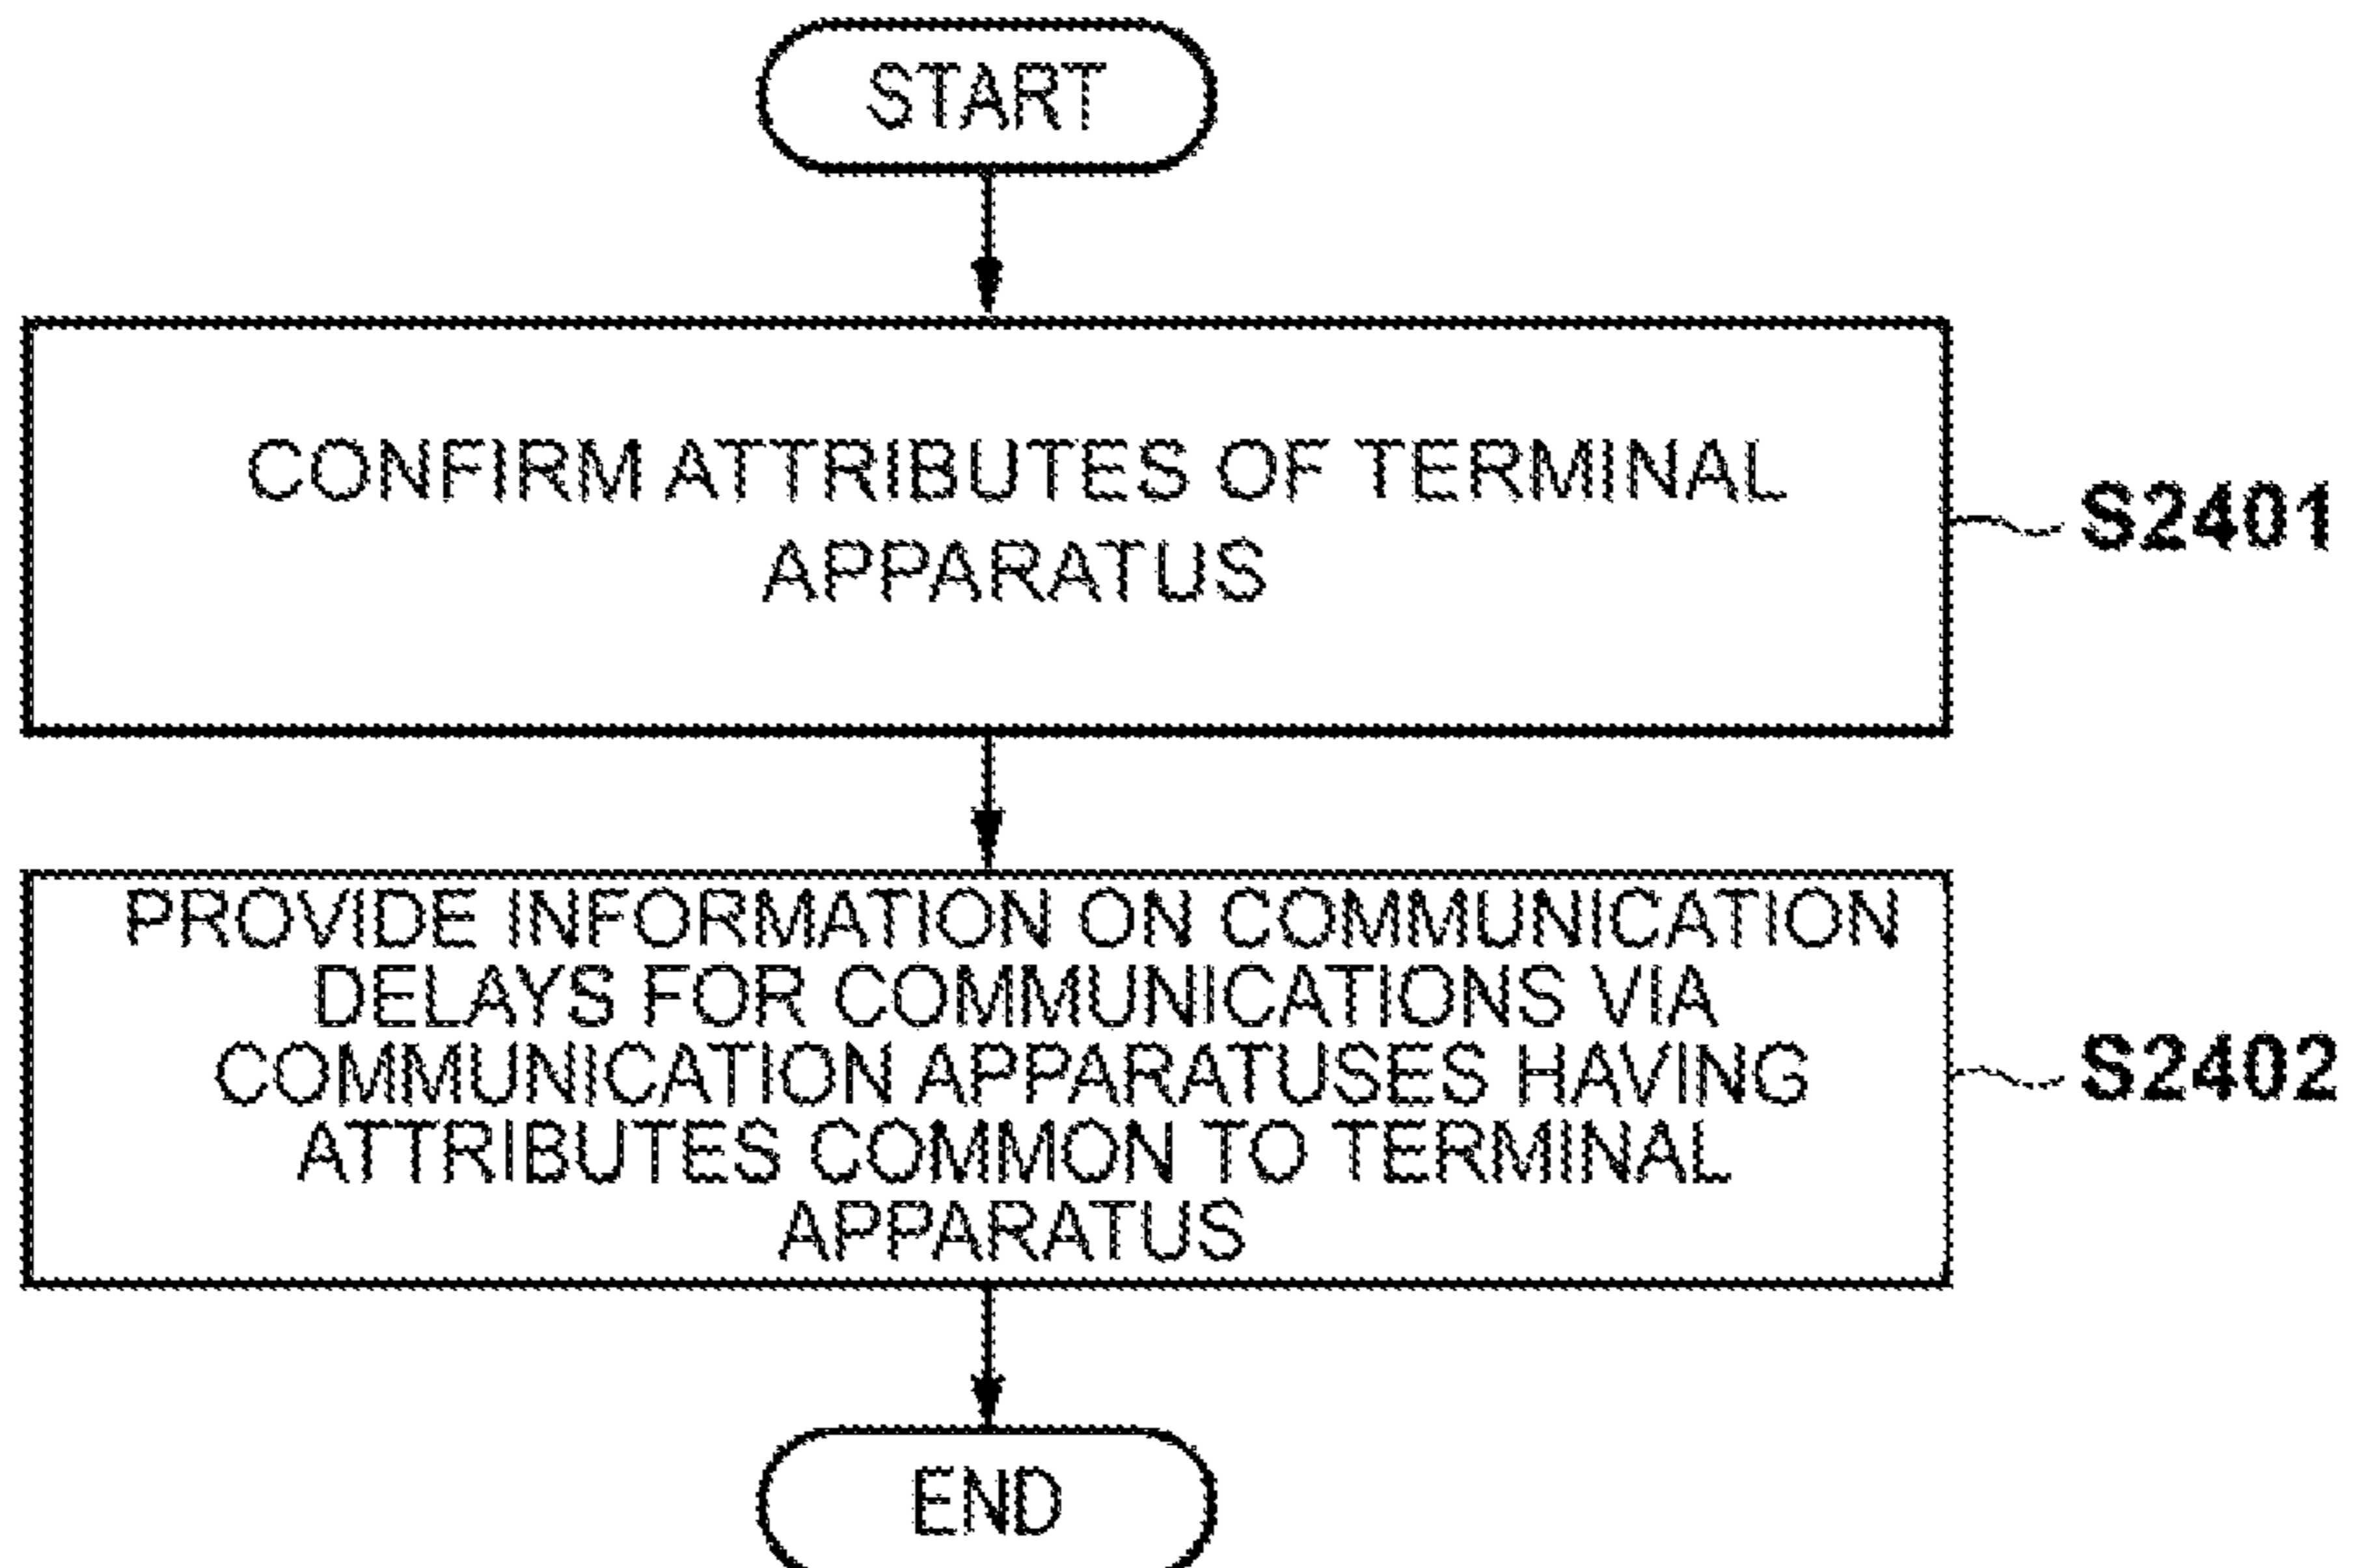 START
CONFIRM ATTRIBUTES OF TERMINAL
APPARATUS
S2401
PROVIDE INFORMATION ON COMMUNICATION
DELAYS FOR COMMUNICATIONS VIA
COMMUNICATION APPARATUSES HAVING
ATTRIBUTES COMMON TO TERMINAL
APPARATUS
S2402
END